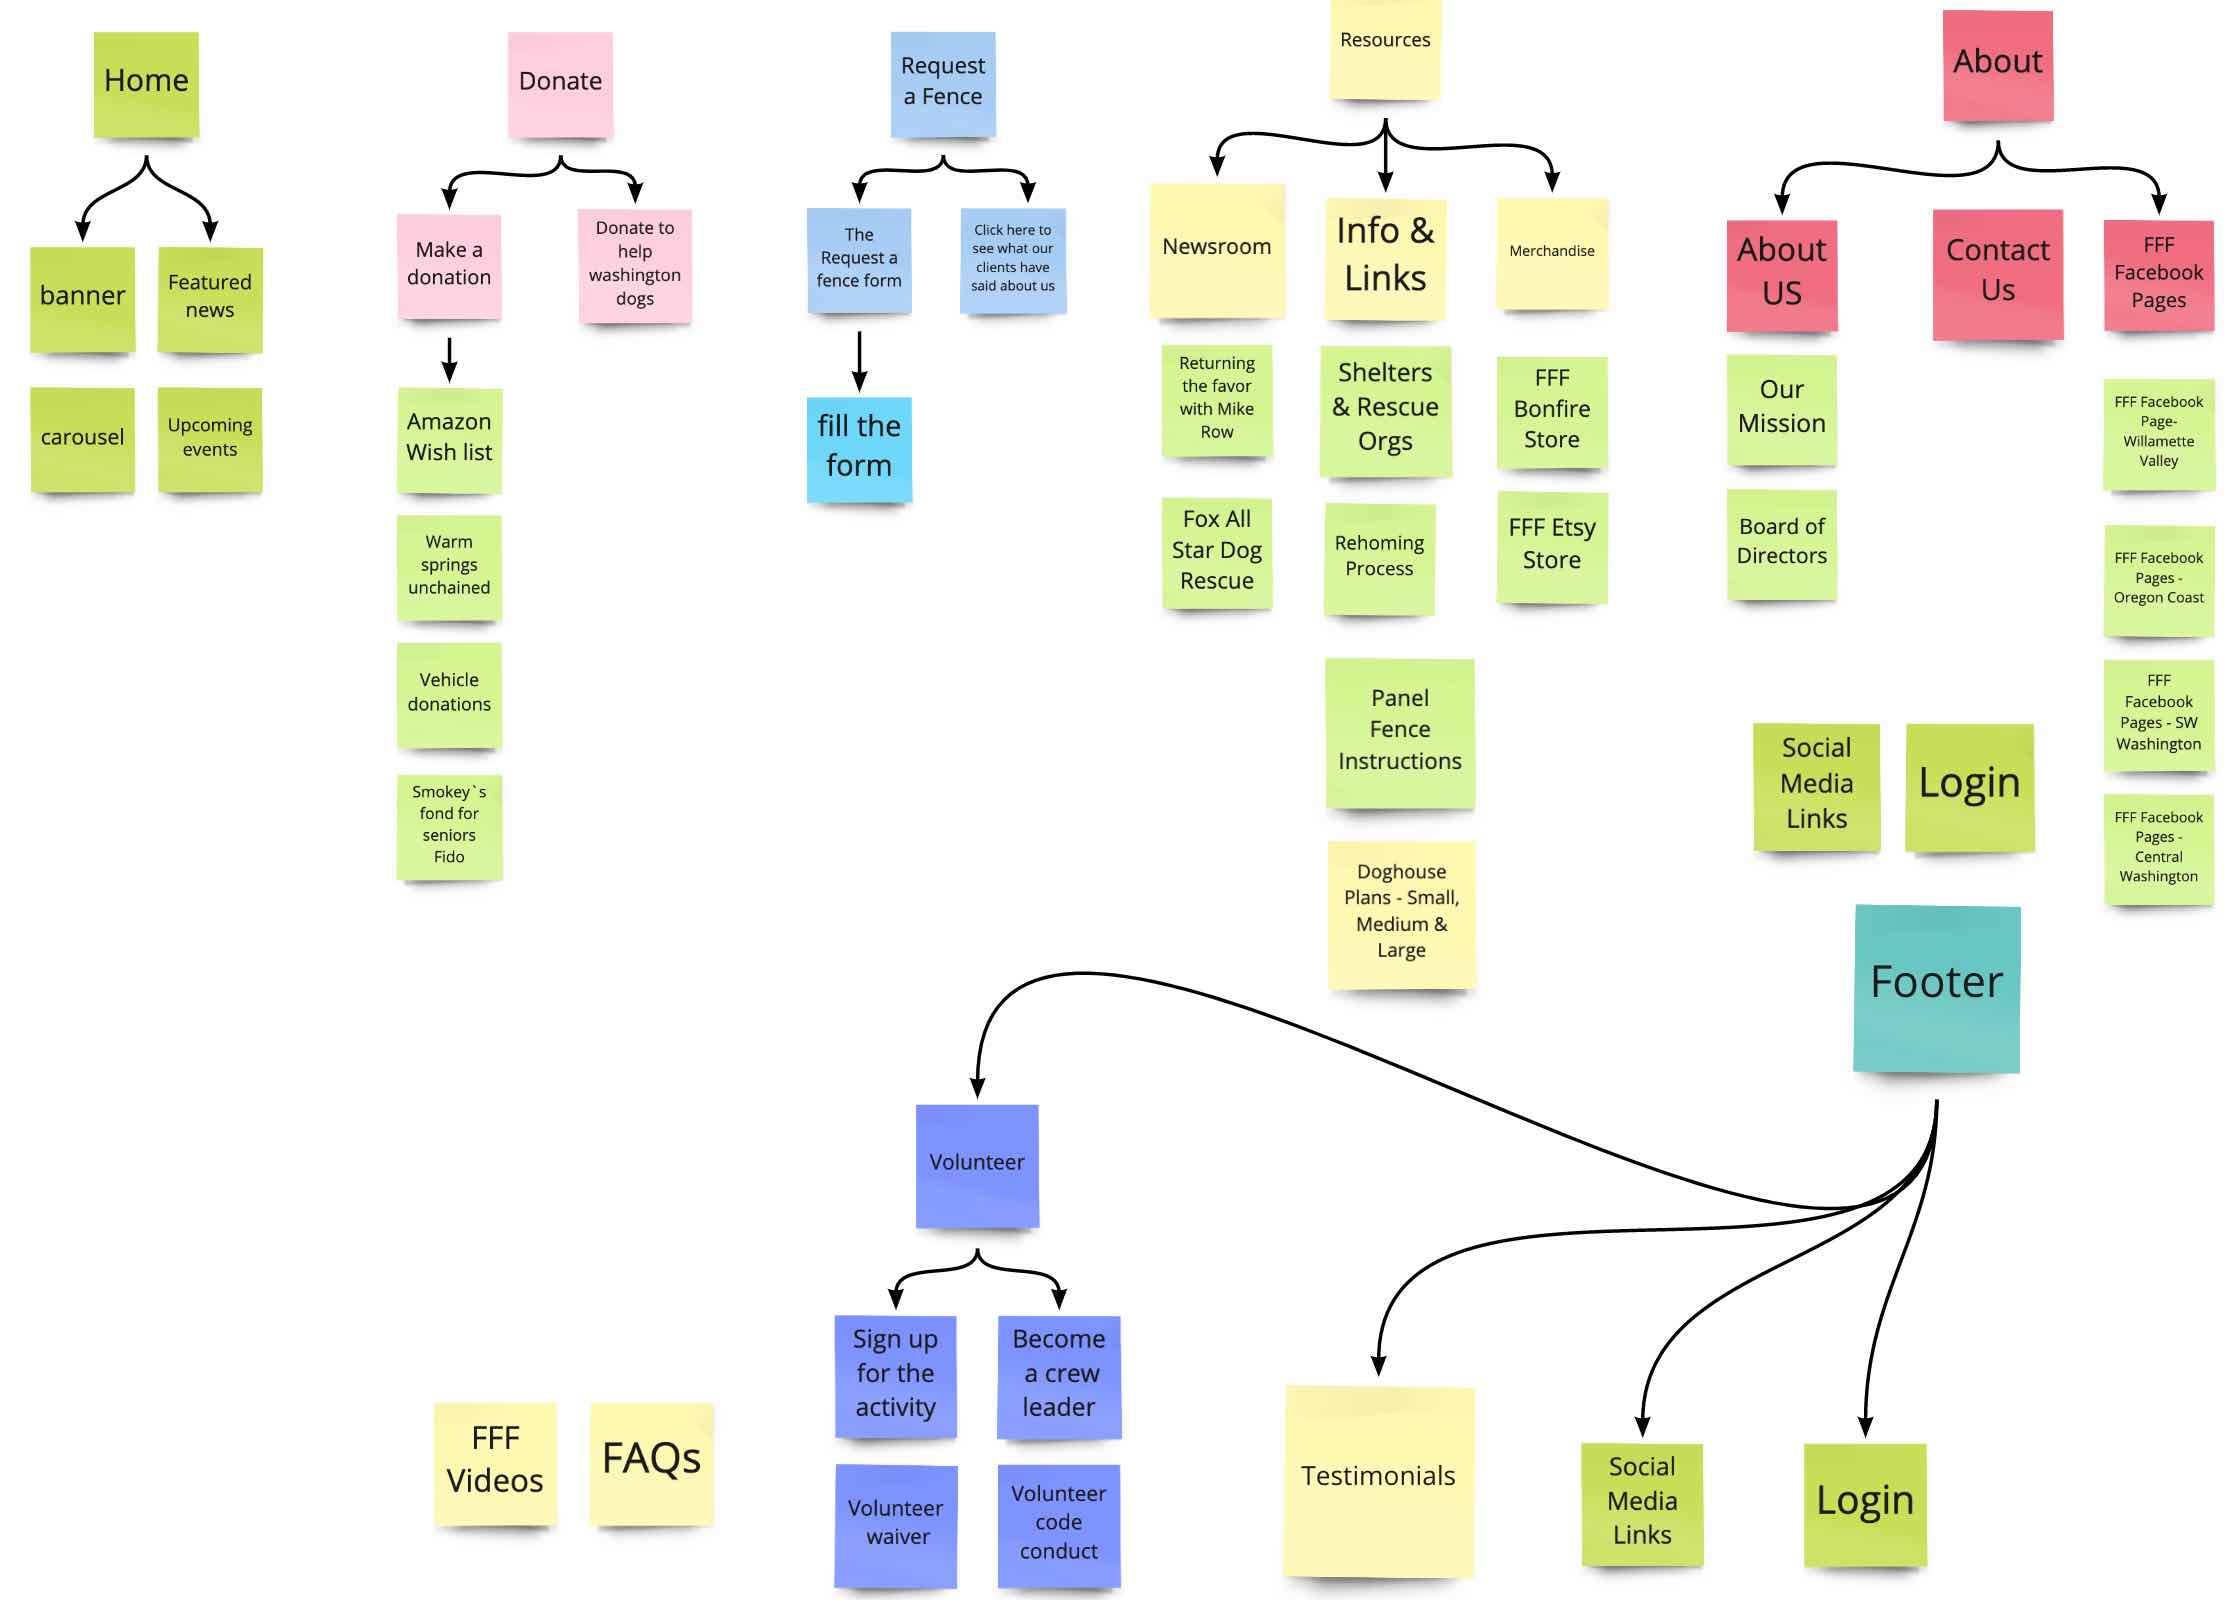 Home
banner
Featured
news
carousel
Upcoming
events
Donate
Make a
donation
Donate to
help
washington
dogs
Amazon
Wish list
Warm
springs
unchained
Vehicle
donations
Smokey`s
fond for
seniors
Fido
Request
a Fence
The
Request a
fence form
Click here to
see what our
clients have
said about us
fill the
form
Resources
Newsroom
Info &
Links
Merchandise
Returning
the favor
with Mike
Row
Fox All
Star Dog
Rescue
Shelters
& Rescue
Orgs
Rehoming
Process
Panel
Fence
Instructions
Doghouse
Plans - Small,
Medium &
Large
FFF
Bonfire
Store
FFF Etsy
Store
About
About
US
Contact
Us
FFF
Facebook
Pages
Our
Mission
Board of
Directors
FFF Facebook
Page-
Willamette
Valley
FFF Facebook
Pages -
Oregon Coast
FFF
Facebook
Pages - SW
Washington
FFF Facebook
Pages -
Central
Washington
Social
Media
Links
Login
Footer
Volunteer
Sign up
for the
activity
Become
a crew
leader
Volunteer
waiver
Volunteer
code
conduct
FFF
Videos
FAQs
Testimonials
Social
Media
Links
Login